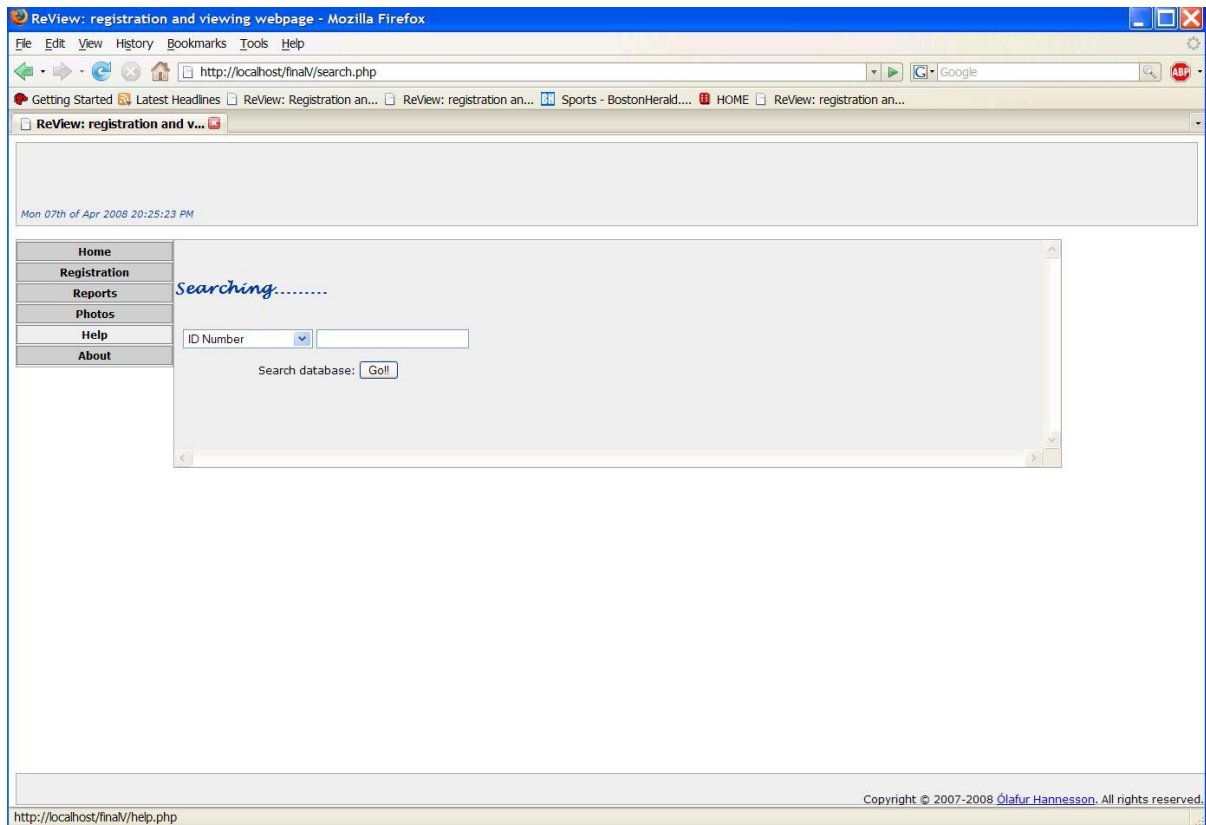 ReView: registration and viewing webpage - Mozilla Firefox
File Edit View History Bookmarks Tools Help
http://localhost/finalV/search.php Google ABP
Getting Started Latest Headlines ReView: Registration an... ReView: registration an... Sports - BostonHerald.... HOME ReView: registration an...
ReView: registration and v...
Mon 07th of Apr 2008 20:25:23 PM
Home
Registration
Reports
Photos
Help
About
Searching.........
ID Number
Search database: Go!!
Copyright © 2007-2008 Ólafur Hannesson. All rights reserved.
http://localhost/finalV/help.php